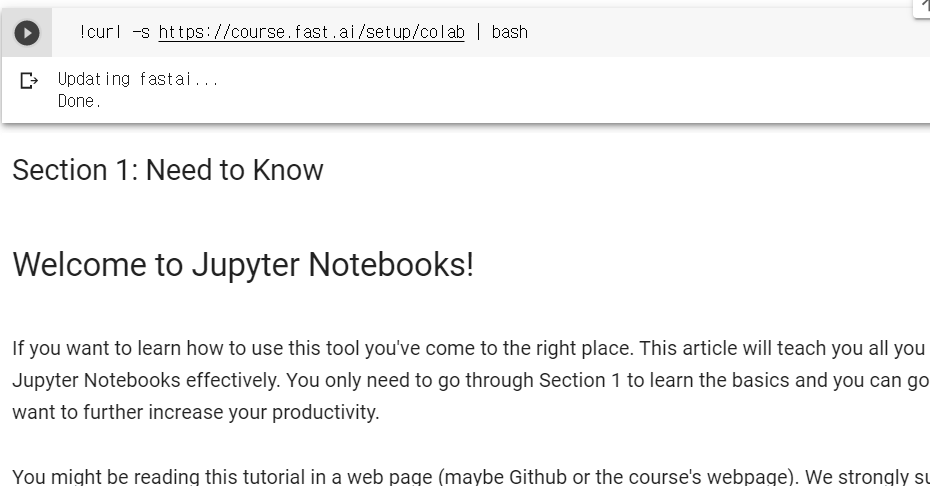 !curl -s https://course.fast.ai/setup/colab | bash
Updating fastai...
Done.
Section 1: Need to Know
Welcome to Jupyter Notebooks!
If you want to learn how to use this tool you've come to the right place. This article will teach you all you
Jupyter Notebooks effectively. You only need to go through Section 1 to learn the basics and you can go
want to further increase your productivity.
You might be reading this tutorial in a web page (maybe Github or the course's webpage). We strongly